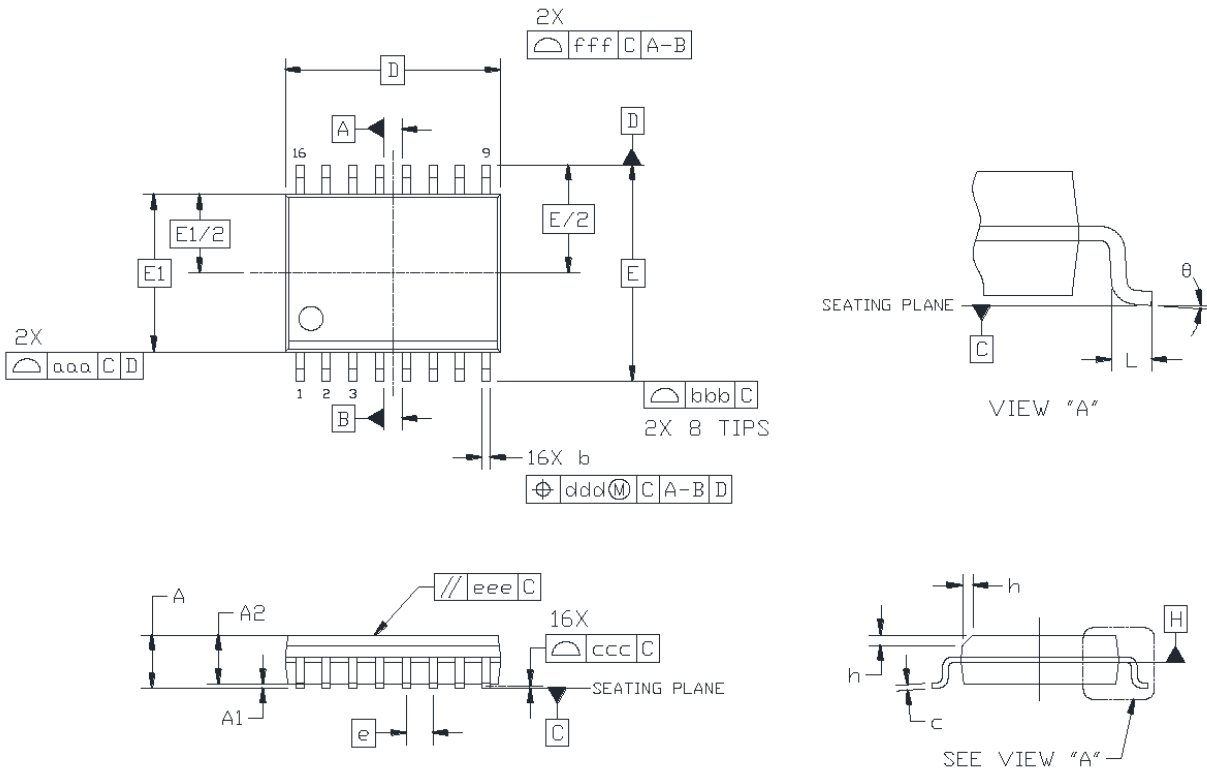 2X
fff C A-B
D
A
D
16
9
E1/2
E/2
E1
E
θ
SEATING PLANE
C
L
VIEW "A"
2X
aaa C D
1 2 3
B
bbb C
2X 8 TIPS
16X b
ddd Ⓜ C A-B D
// eee C
A
A2
16X
ccc C
SEATING PLANE
A1
e
C
h
H
h
c
SEE VIEW "A"